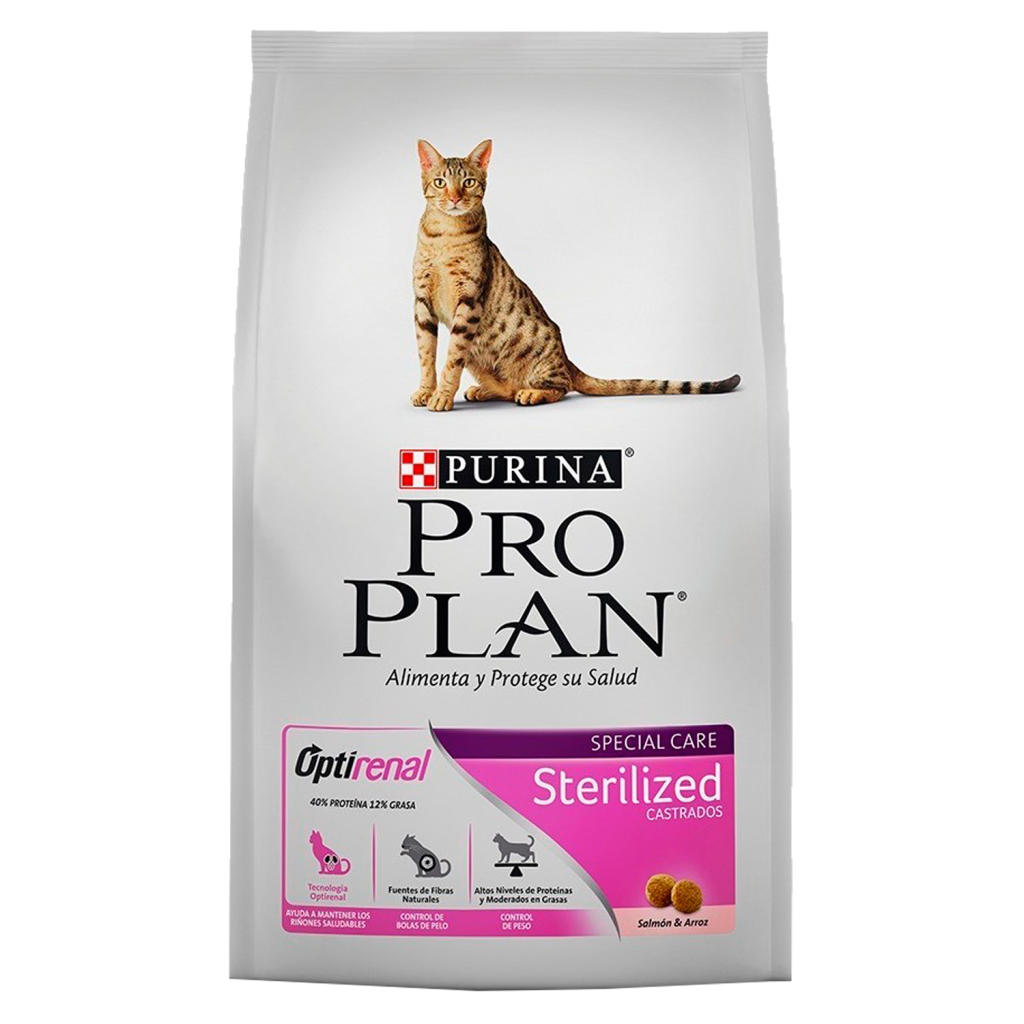 PURINA®
PRO
PLAN®
Alimenta y Protege su Salud
SPECIAL CARE
Sterilized
CASTRADOS
Optirenal
40% PROTEÍNA 12% GRASA
Tecnología
Optirenal
AYUDA A MANTENER LOS
RIÑONES SALUDABLES
Fuentes de Fibras
Naturales
CONTROL DE
BOLAS DE PELO
Altos Niveles de Proteinas
y Moderados en Grasas
CONTROL
DE PESO
Salmón & Arroz